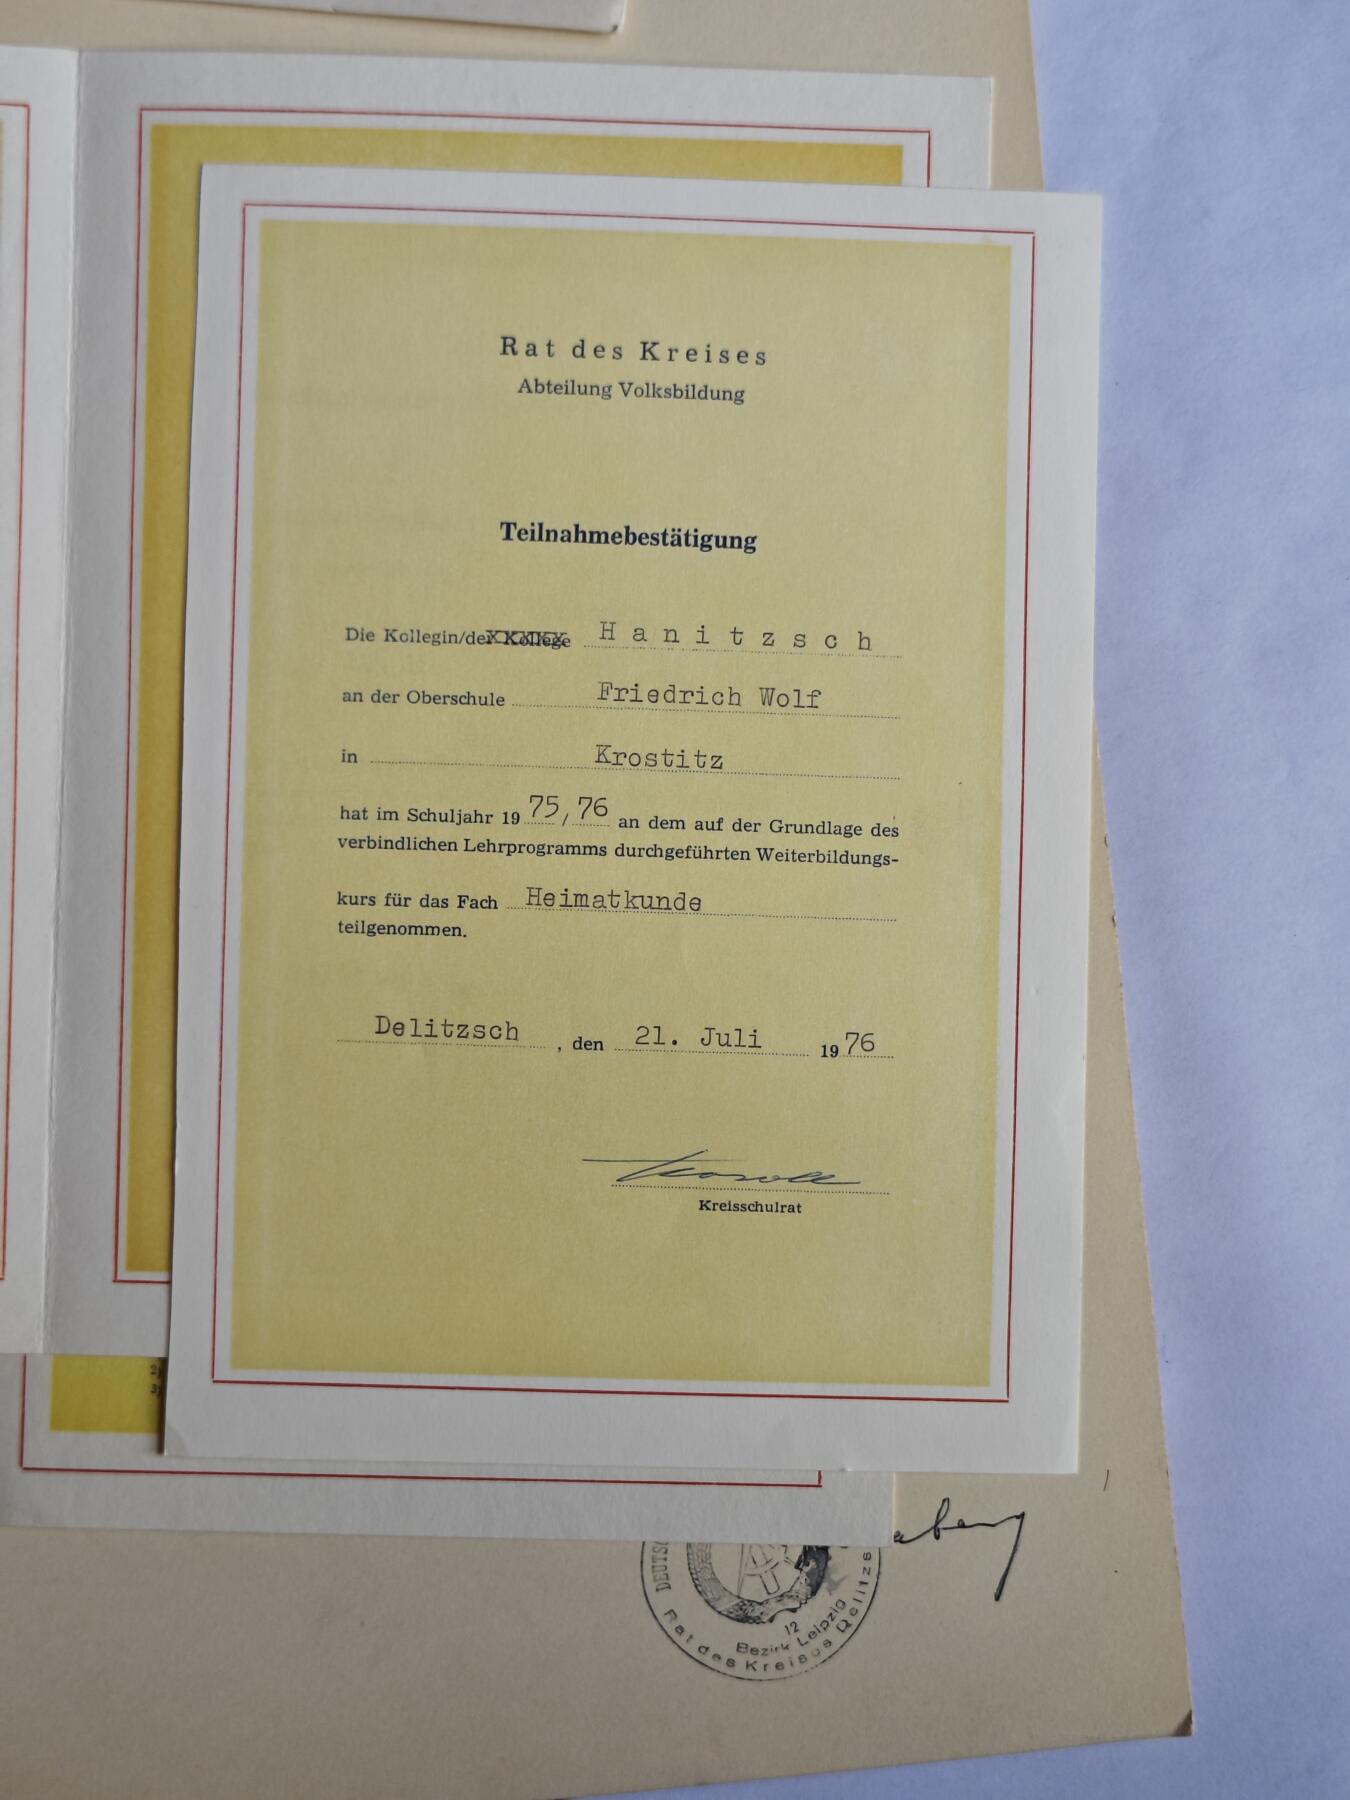 Rat des Kreises
Abteilung Volksbildung
Teilnahmebestätigung
Die Kollegin/der Kollege Hanitzsch
an der Oberschule Friedrich Wolf
in Krostitz
hat im Schuljahr 1975/76 an dem auf der Grundlage des
verbindlichen Lehrprogramms durchgeführten Weiterbildungs-
kurs für das Fach Heimatkunde
teilgenommen.
Delitzsch, den 21. Juli 1976
Kreisschulrat
12
Bezirk Leipzig
Rat des Kreises Delitzs